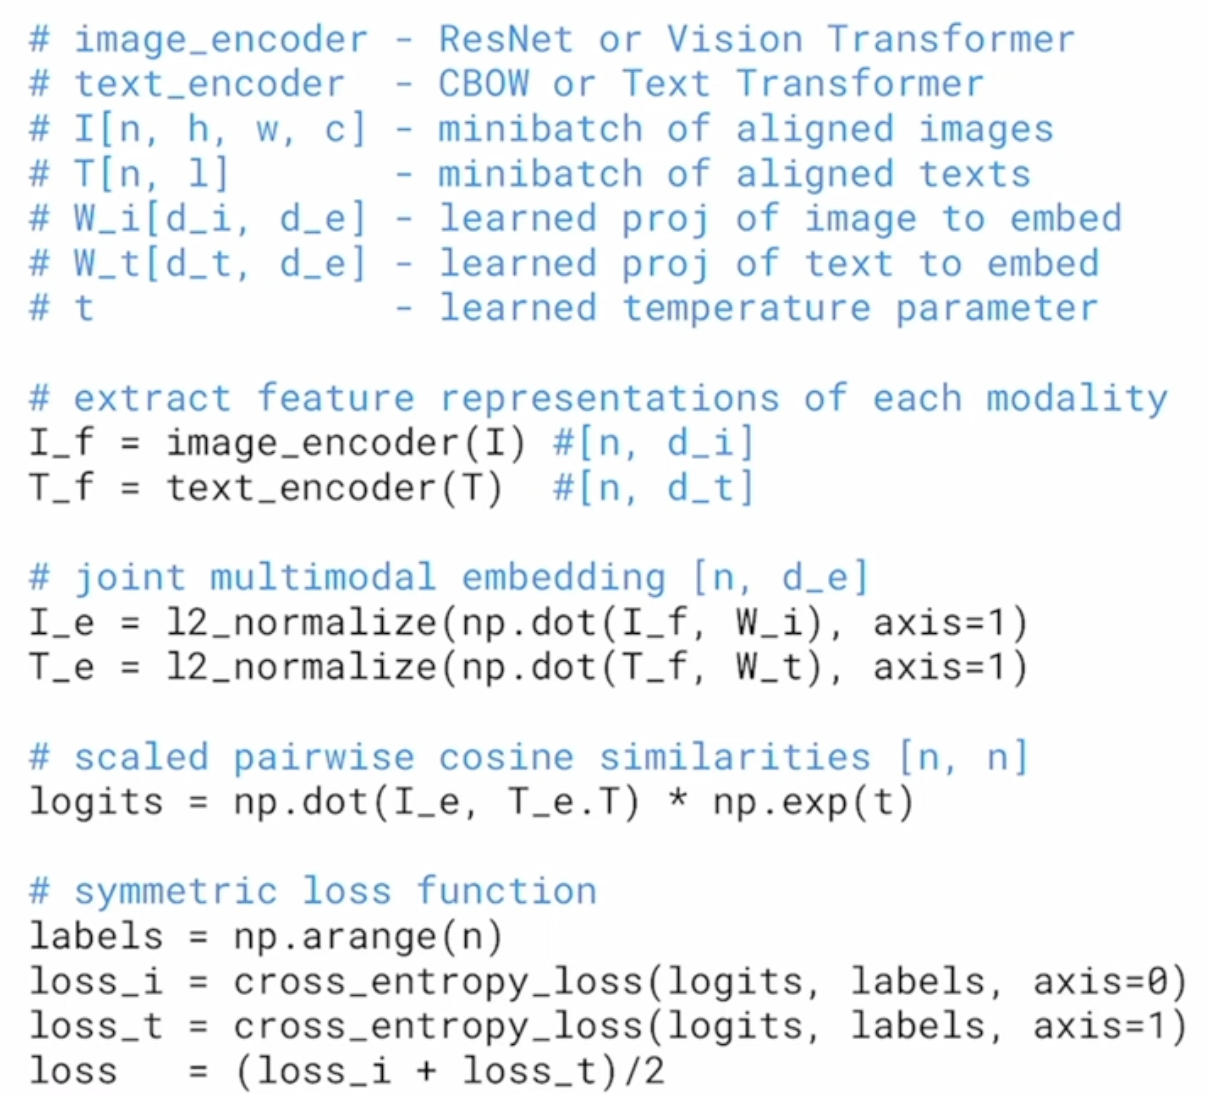 # image_encoder - ResNet or Vision Transformer
# text_encoder  - CBOW or Text Transformer
# I[n, h, w, c] - minibatch of aligned images
# T[n, l]       - minibatch of aligned texts
# W_i[d_i, d_e] - learned proj of image to embed
# W_t[d_t, d_e] - learned proj of text to embed
# t             - learned temperature parameter
# extract feature representations of each modality
I_f = image_encoder(I) #[n, d_i]
T_f = text_encoder(T)  #[n, d_t]
# joint multimodal embedding [n, d_e]
I_e = l2_normalize(np.dot(I_f, W_i), axis=1)
T_e = l2_normalize(np.dot(T_f, W_t), axis=1)
# scaled pairwise cosine similarities [n, n]
logits = np.dot(I_e, T_e.T) * np.exp(t)
# symmetric loss function
labels = np.arange(n)
loss_i = cross_entropy_loss(logits, labels, axis=0)
loss_t = cross_entropy_loss(logits, labels, axis=1)
loss   = (loss_i + loss_t)/2